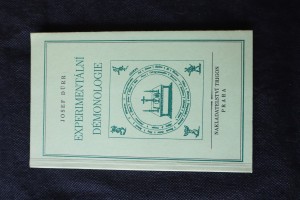 JOSEF DÜRR
EXPERIMENTÁLNÍ
DÉMONOLOGIE
NAKLADATELSTVÍ TRIGON
PRAHA